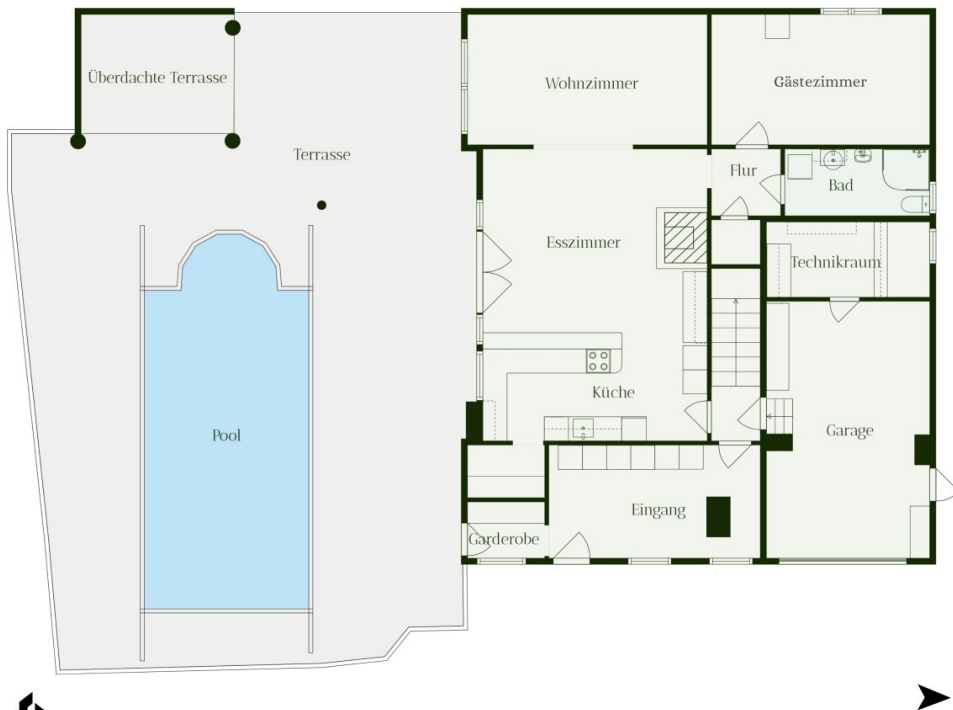 Überdachte Terrasse
Wohnzimmer
Gästezimmer
Terrasse
Flur
Bad
Esszimmer
Technikraum
Küche
Pool
Garage
Eingang
Garderobe